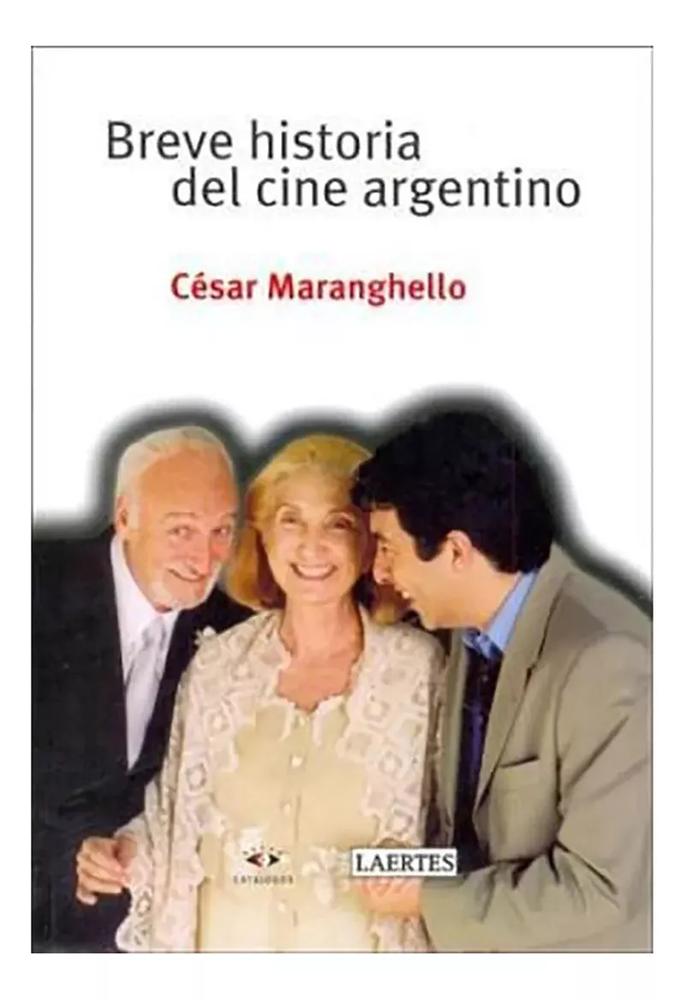 Breve historia
del cine argentino
César Maranghello
CATÁLOGOS
LAERTES